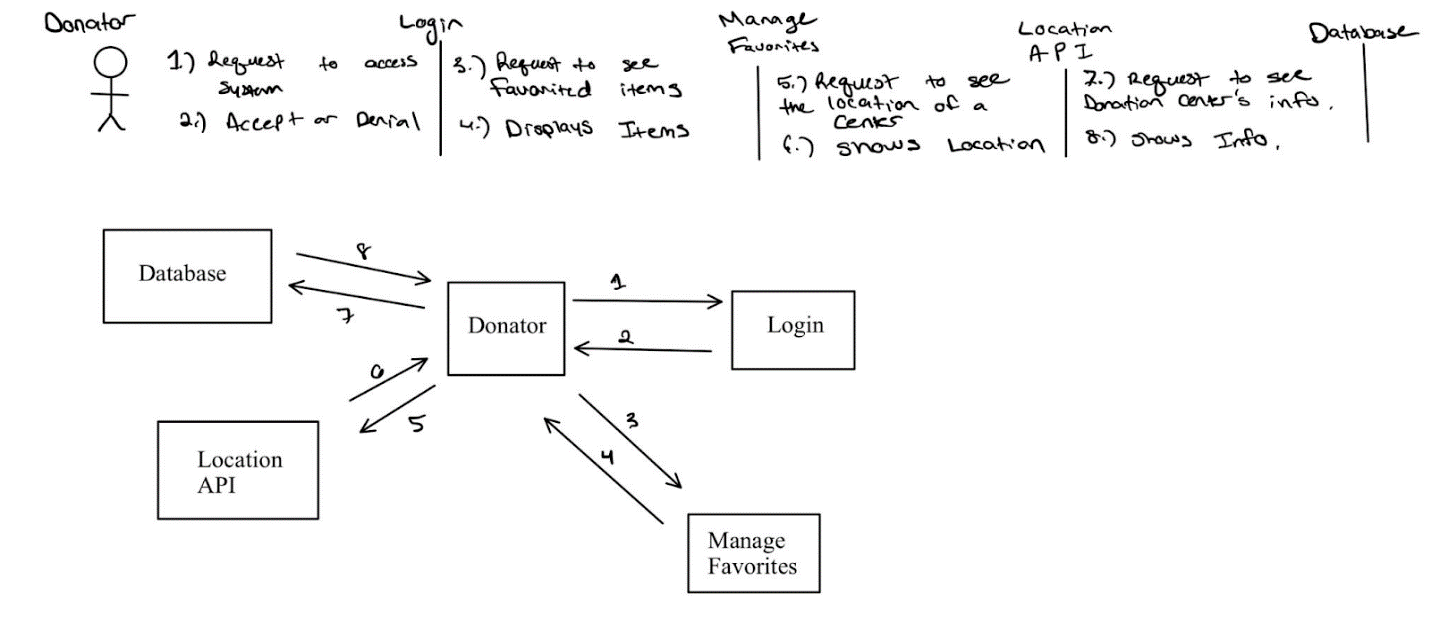 Donator
Login
Manage
Favorites
Location
API
Database
1.) Request to access
System
2.) Accept or Denial
3.) Request to see
Favorited items
4.) Displays Items
5.) Request to see
the location of a
Center
6.) Shows Location
7.) Request to see
Donation Center's info.
8.) Shows Info.
Database
8
7
Donator
1
2
Login
6
5
3
4
Location
API
Manage
Favorites